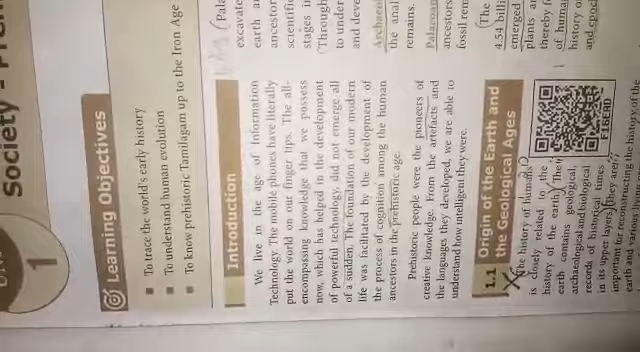 Society
1
Learning Objectives
To trace the world's early history
To understand human evolution
To know prehistoric Tamilagam up to the Iron Age
Introduction
We live in the age of Information
Technology. The mobile phones have literally
put the world on our finger tips. The all-
encompassing knowledge that we possess
now, which has helped in the development
of powerful technology, did not emerge all
of a sudden. The foundation of our modern
life was facilitated by the development of
the process of cognition among the human
ancestors in the prehistoric age.
Prehistoric people were the pioneers of
creative knowledge. From the artefacts and
the languages they developed, we are able to
understand how intelligent they were.
1.1 Origin of the Earth and
the Geological Ages
The history of humans
is closely related to the
history of the earth. The
earth contains geological,
archaeological and biological
records of historical times
in its upper layers. They are
important for reconstructing the history of the
earth and various living
excavate
earth an
ancestor
scientifi
stages in
Through
to under
and deve
Archaeol
the anal
remains.
ancestors
fossil rem
(The
4.54 billi
emerged
plants an
thereby f
of human
history o
and epoch